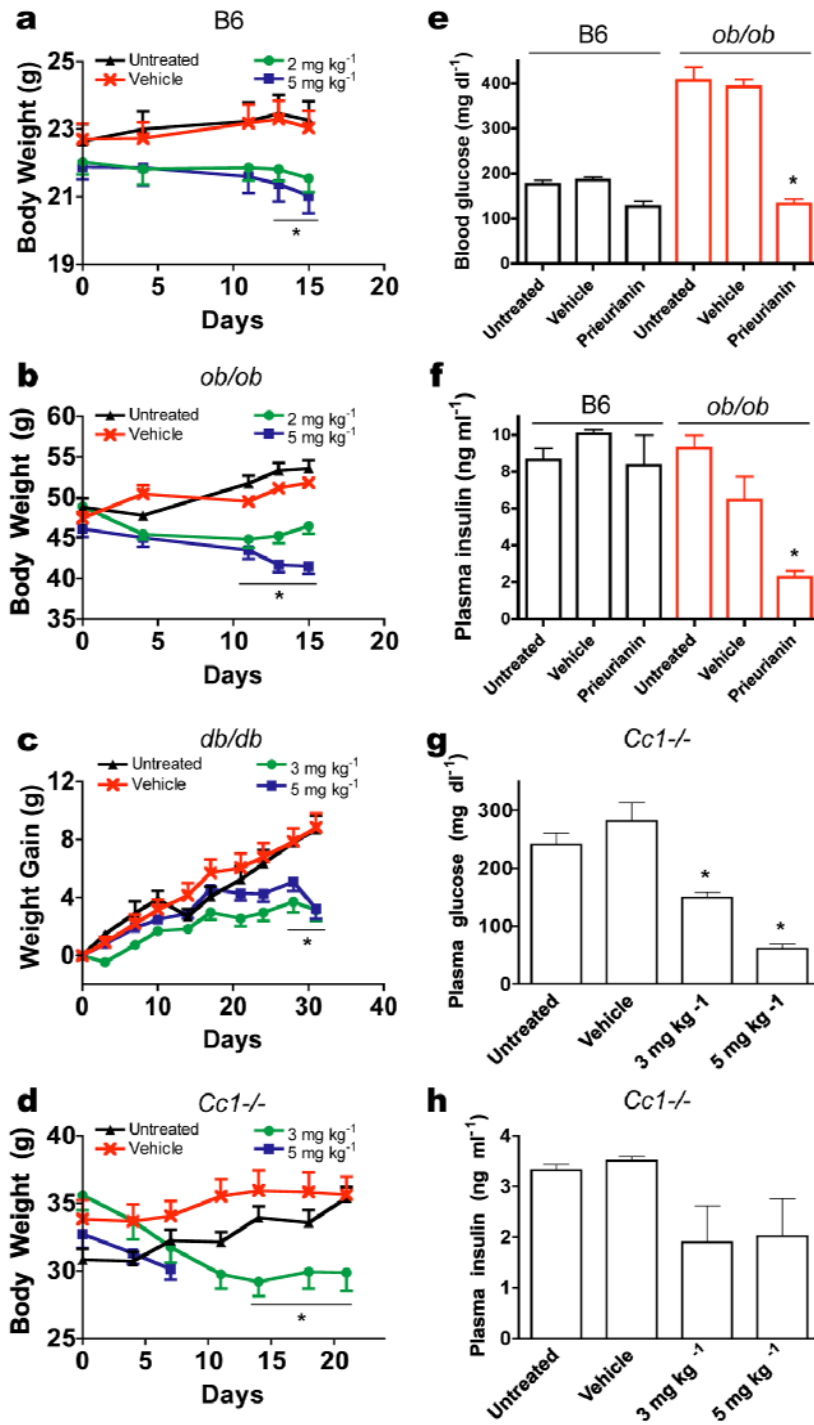 a
B6
Untreated
Vehicle
2 mg kg-1
5 mg kg-1
Body Weight (g)
25
23
21
19
*
0 5 10 15 20
Days
b
ob/ob
Untreated
Vehicle
2 mg kg-1
5 mg kg-1
Body Weight (g)
60
55
50
45
40
35
*
0 5 10 15 20
Days
c
db/db
Untreated
Vehicle
3 mg kg-1
5 mg kg-1
Weight Gain (g)
12
8
4
0
*
0 10 20 30 40
Days
d
Cc1-/-
Untreated
Vehicle
3 mg kg-1
5 mg kg-1
Body Weight (g)
40
35
30
25
*
0 5 10 15 20
Days
e
B6 ob/ob
Blood glucose (mg dl-1)
400
300
200
100
0
*
Untreated Vehicle Prieurianin Untreated Vehicle Prieurianin
f
B6 ob/ob
Plasma insulin (ng ml-1)
10
8
6
4
2
0
*
Untreated Vehicle Prieurianin Untreated Vehicle Prieurianin
g
Cc1-/-
Plasma glucose (mg dl-1)
300
200
100
0
* *
Untreated Vehicle 3 mg kg -1 5 mg kg -1
h
Cc1-/-
Plasma insulin (ng ml-1)
4
3
2
1
0
Untreated Vehicle 3 mg kg -1 5 mg kg -1